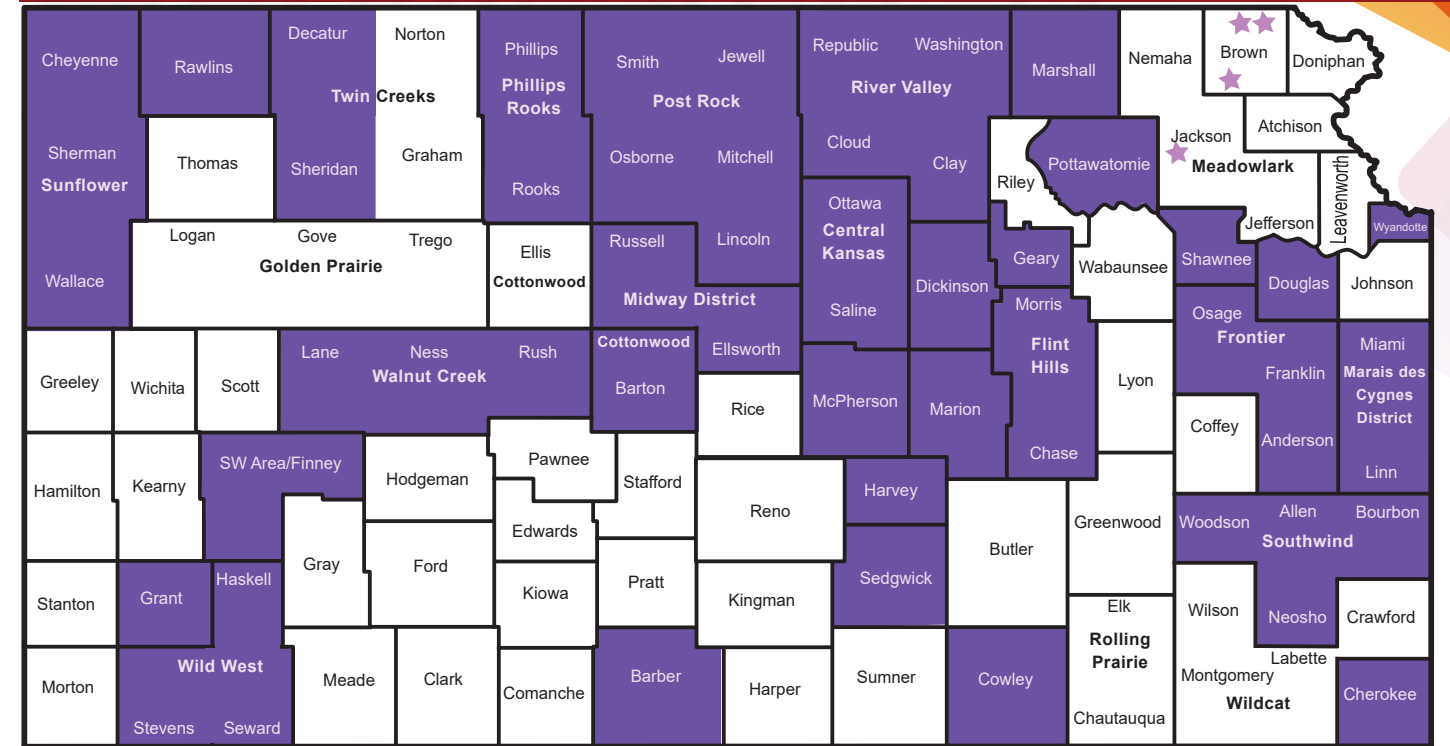 Cheyenne
Rawlins
Decatur
Norton
Twin Creeks
Sheridan
Graham
Phillips
Phillips
Rooks
Rooks
Smith
Jewell
Post Rock
Osborne
Mitchell
Lincoln
Republic
Washington
River Valley
Cloud
Clay
Marshall
Nemaha
Brown
Doniphan
Atchison
Jackson
Meadowlark
Jefferson
Leavenworth
Wyandotte
Sherman
Sunflower
Wallace
Thomas
Logan
Gove
Trego
Golden Prairie
Ellis
Cottonwood
Russell
Midway District
Ellsworth
Ottawa
Central
Kansas
Saline
Dickinson
Riley
Pottawatomie
Geary
Wabaunsee
Shawnee
Douglas
Johnson
Morris
Flint
Hills
Chase
Osage
Frontier
Franklin
Anderson
Miami
Marais des
Cygnes
District
Linn
Greeley
Wichita
Scott
Lane
Ness
Rush
Walnut Creek
Cottonwood
Barton
Rice
McPherson
Marion
Lyon
Coffey
Hamilton
Kearny
SW Area/Finney
Hodgeman
Pawnee
Stafford
Edwards
Reno
Harvey
Sedgwick
Butler
Greenwood
Woodson
Allen
Bourbon
Southwind
Neosho
Stanton
Grant
Haskell
Gray
Ford
Kiowa
Pratt
Kingman
Elk
Rolling
Prairie
Chautauqua
Wilson
Crawford
Labette
Montgomery
Wildcat
Cherokee
Morton
Wild West
Stevens
Seward
Meade
Clark
Comanche
Barber
Harper
Sumner
Cowley